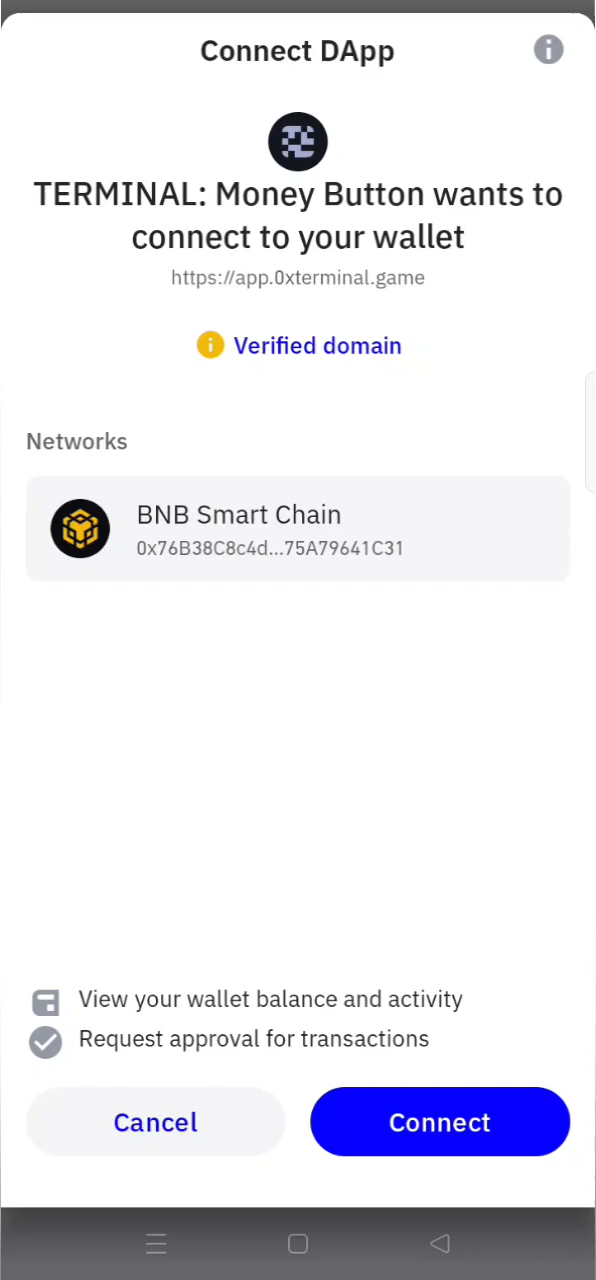 Connect DApp
TERMINAL: Money Button wants to
connect to your wallet
https://app.0xterminal.game
Verified domain
Networks
BNB Smart Chain
0x76B38C8c4d...75A79641C31
View your wallet balance and activity
Request approval for transactions
Cancel
Connect